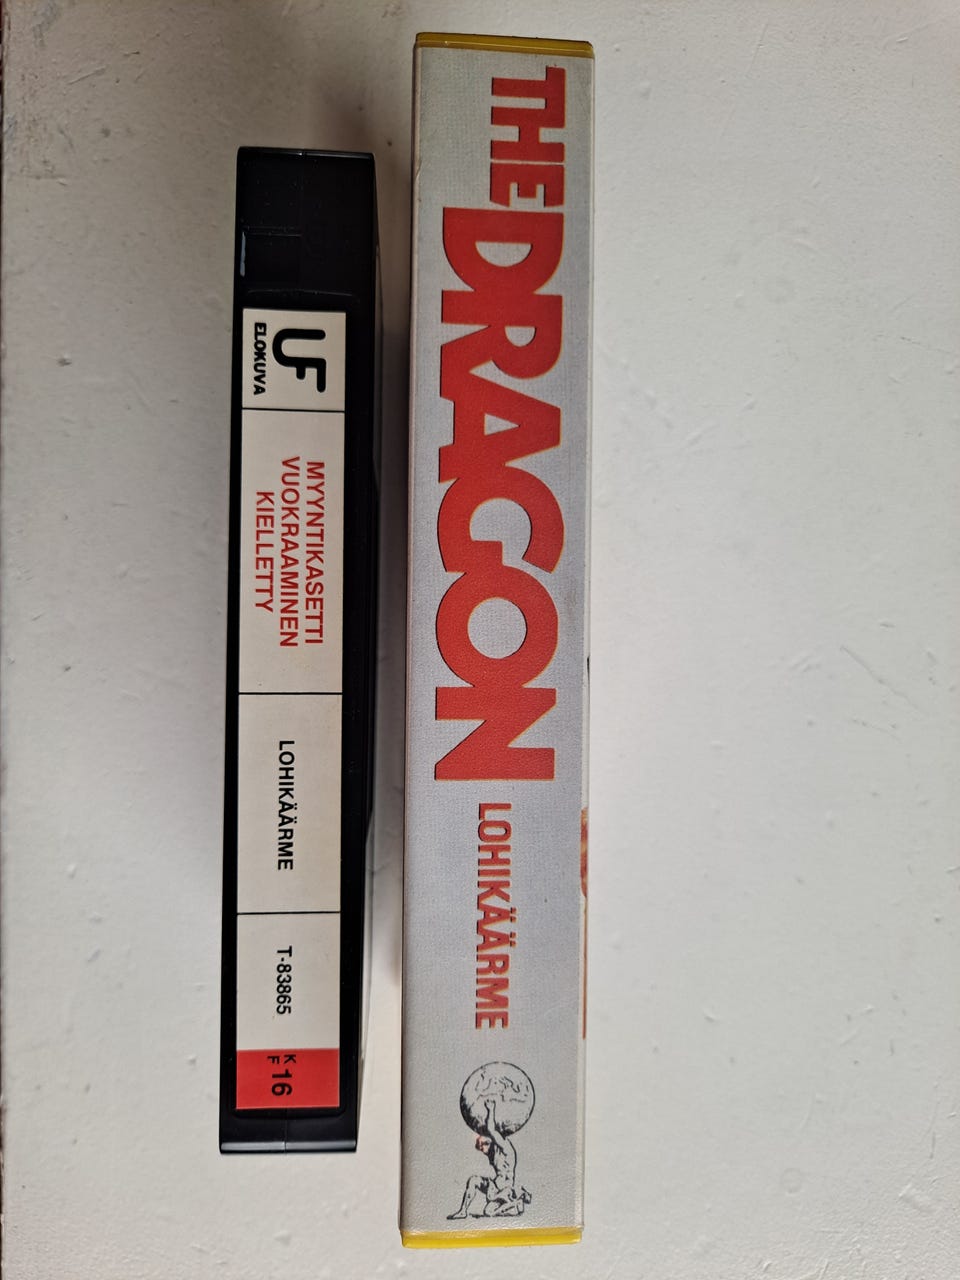 UF
ELOKUVA
MYYNTIKASETTI
VUOKRAAMINEN
KIELLETTY
LOHIKÄÄRME
T-83865
K
F 16
THE DRAGON
LOHIKÄÄRME